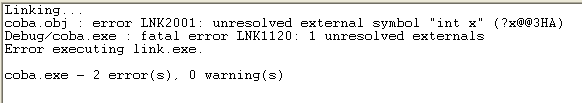 Linking...
coba.obj : error LNK2001: unresolved external symbol "int x" (?x@@3HA)
Debug/coba.exe : fatal error LNK1120: 1 unresolved externals
Error executing link.exe.
coba.exe - 2 error(s), 0 warning(s)